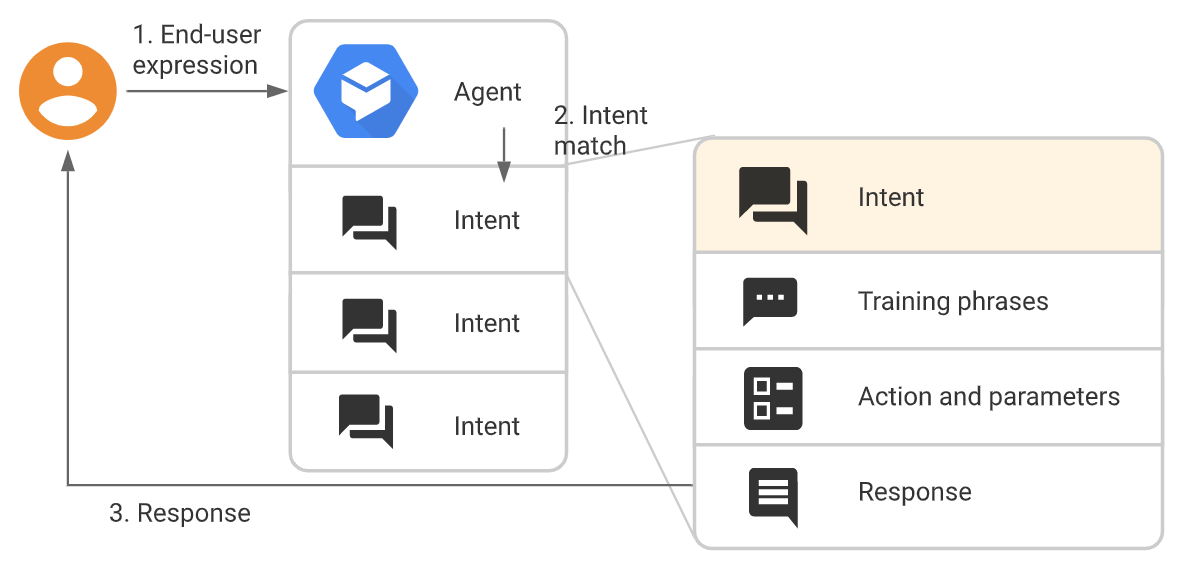 1. End-user
expression
Agent
2. Intent
match
Intent
Intent
Intent
Intent
Training phrases
Action and parameters
Response
3. Response